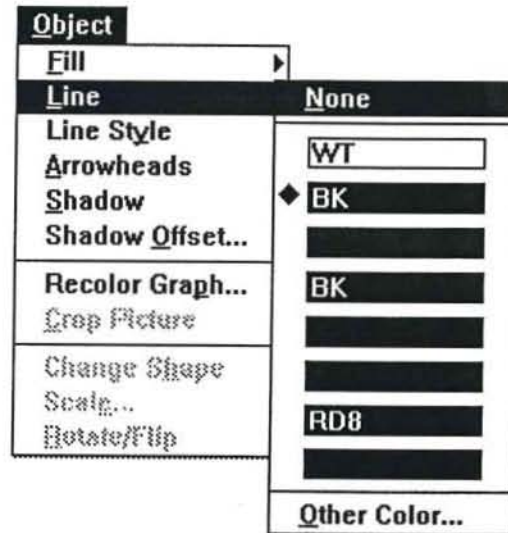 Object
Fill
Line
Line Style
Arrowheads
Shadow
Shadow Offset...
Recolor Graph...
Crop Picture
Change Shape
Scale...
Rotate/Flip
None
WT
BK
BK
RD8
Other Color...